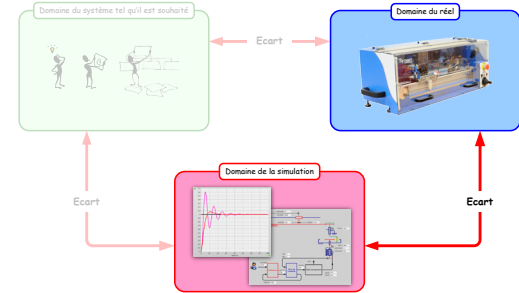 Domaine du système tel qu'il est souhaité
Domaine du réel
Ecart
Ecart
Ecart
Domaine de la simulation